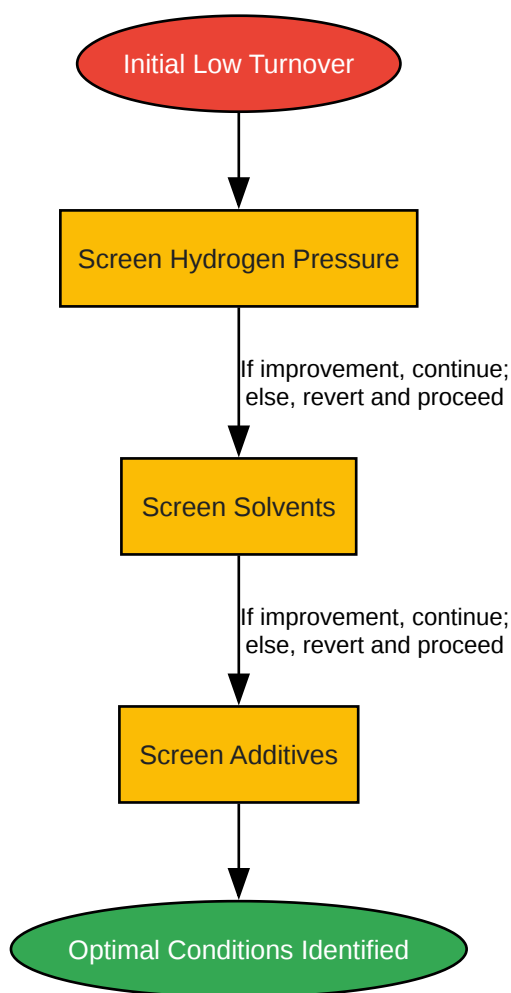 Initial Low Turnover
Screen Hydrogen Pressure
If improvement, continue;
else, revert and proceed
Screen Solvents
If improvement, continue;
else, revert and proceed
Screen Additives
Optimal Conditions Identified